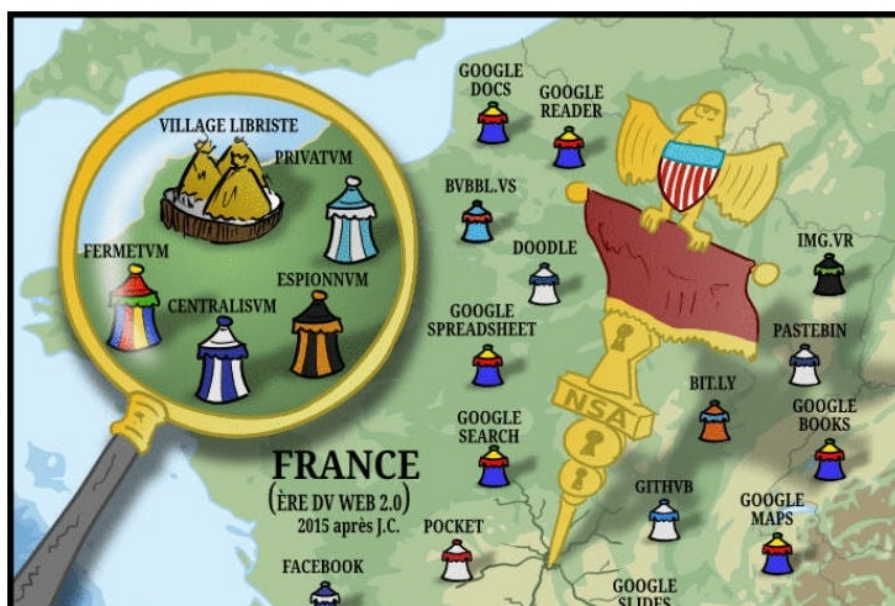 VILLAGE LIBRISTE
PRIVATVM
FERMETVM
CENTRALISVM
ESPIONNVM
GOOGLE
DOCS
GOOGLE
READER
BVBBL.VS
DOODLE
IMG.VR
GOOGLE
SPREADSHEET
PASTEBIN
NSA
BIT.LY
GOOGLE
BOOKS
GOOGLE
SEARCH
FRANCE
(ÈRE DV WEB 2.0)
2015 après J.C.
GITHVB
GOOGLE
MAPS
POCKET
FACEBOOK
GOOGLE
SLIDES